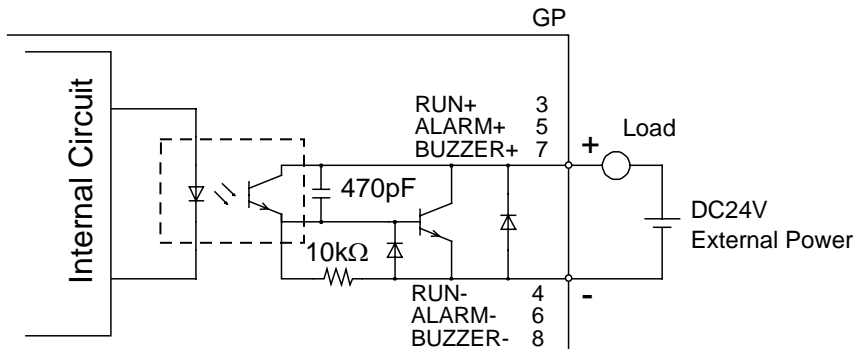 GP
Internal Circuit
RUN+ 3
ALARM+ 5
BUZZER+ 7
+
Load
470pF
10kΩ
DC24V
External Power
RUN- 4
ALARM- 6
BUZZER- 8
-